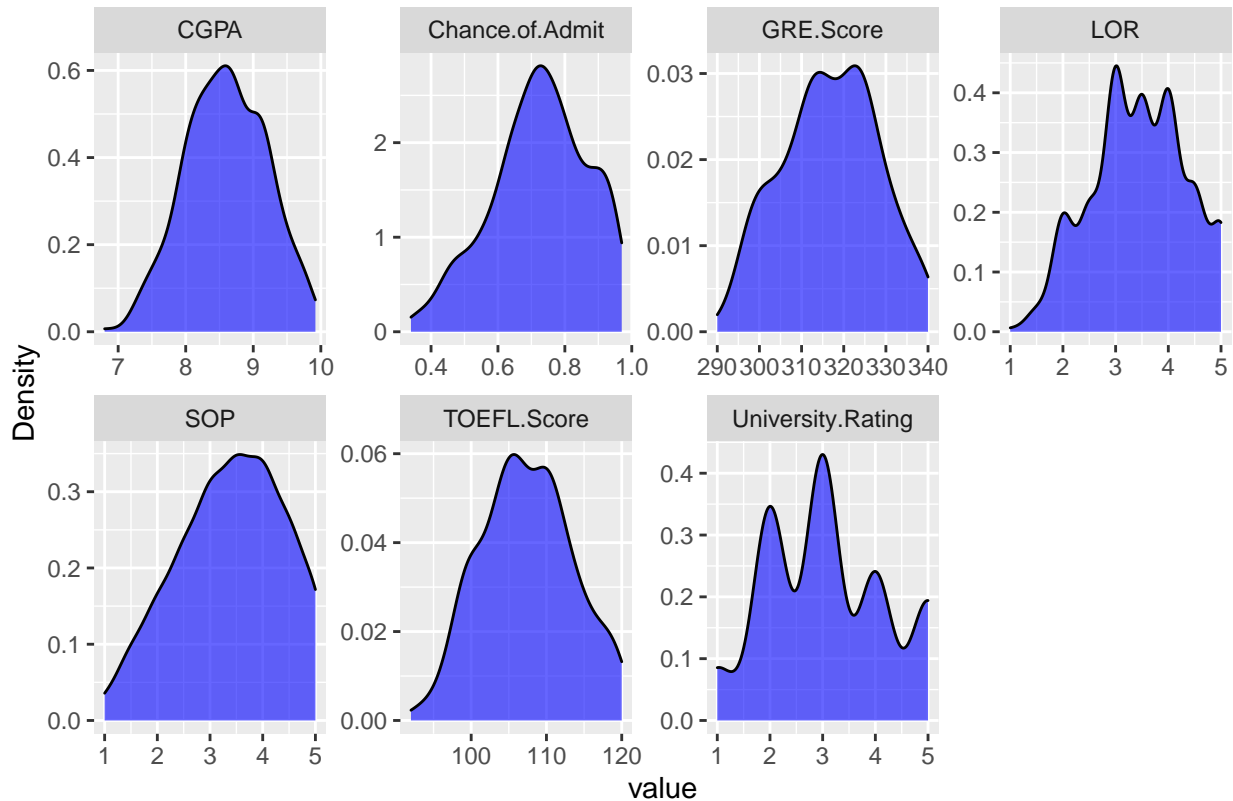 CGPA
0.6
0.4
0.2
0.0
7 8 9 10
Chance.of.Admit
2
1
0
0.4 0.6 0.8 1.0
GRE.Score
0.03
0.02
0.01
0.00
290 300 310 320 330 340
LOR
0.4
0.3
0.2
0.1
0.0
1 2 3 4 5
Density
SOP
0.3
0.2
0.1
0.0
1 2 3 4 5
TOEFL.Score
0.06
0.04
0.02
0.00
100 110 120
University.Rating
0.4
0.3
0.2
0.1
0.0
1 2 3 4 5
value